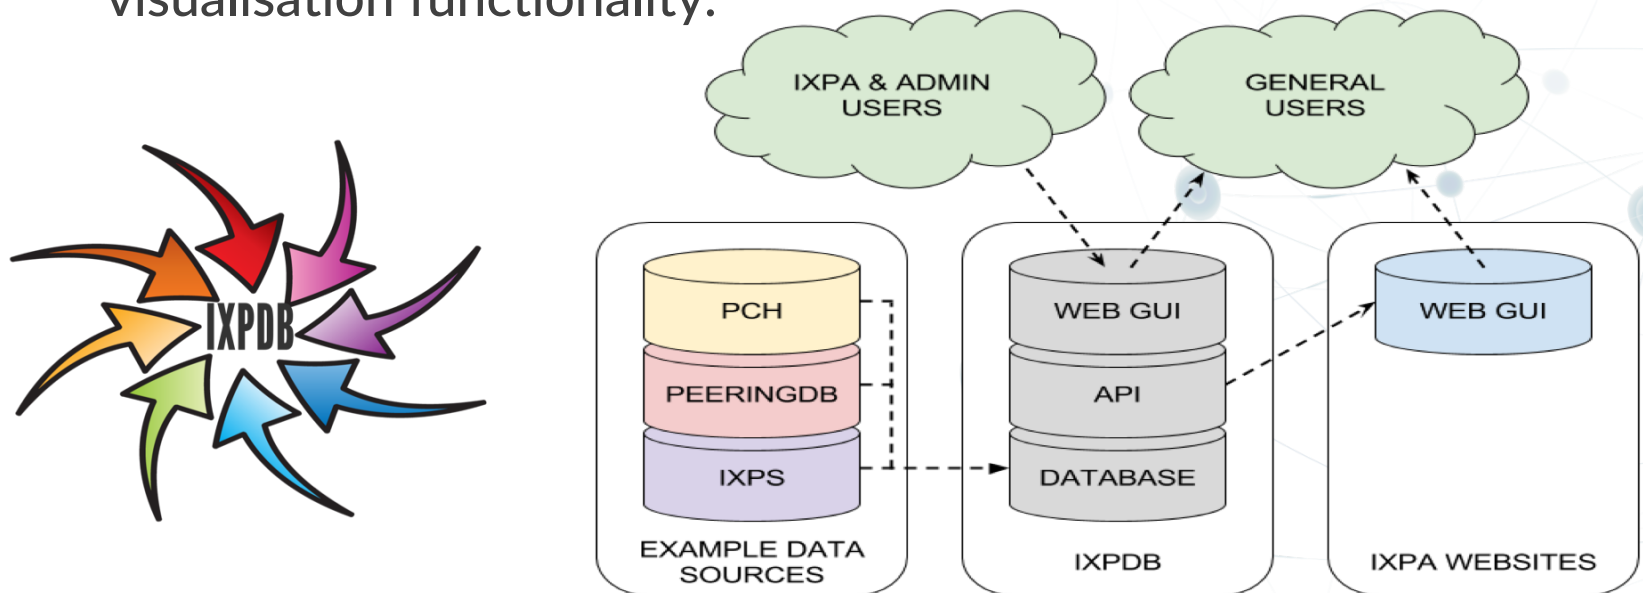 visualisation functionality.
IXPA & ADMIN
USERS
GENERAL
USERS
IXPDB
PCH
PEERINGDB
IXPS
EXAMPLE DATA
SOURCES
WEB GUI
API
DATABASE
IXPDB
WEB GUI
IXPA WEBSITES